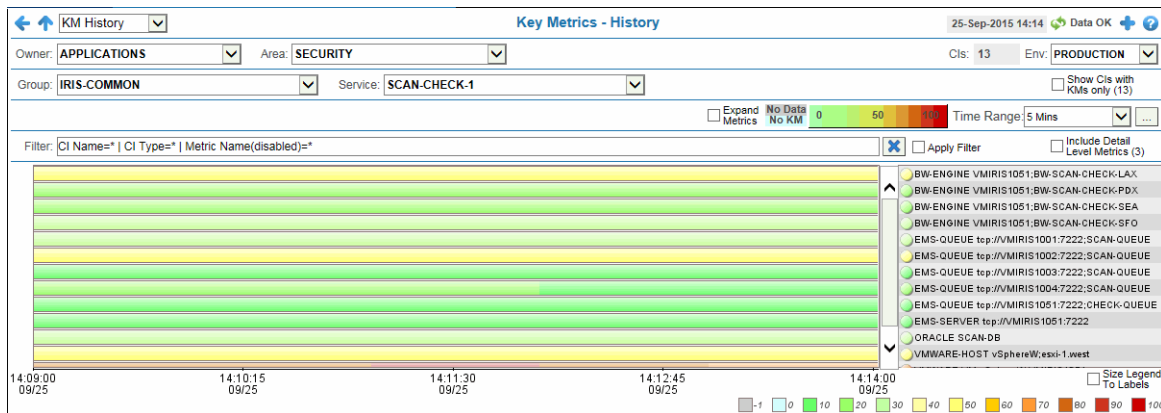 KM History
Key Metrics - History
25-Sep-2015 14:14 Data OK
Owner: APPLICATIONS Area: SECURITY CIs: 13 Env: PRODUCTION
Group: IRIS-COMMON Service: SCAN-CHECK-1 Show CIs with
KMs only (13)
Expand
Metrics
No Data
No KM
0 50 100
Time Range: 5 Mins ...
Filter: CI Name=* | CI Type=* | Metric Name(disabled)=* Apply Filter Include Detail
Level Metrics (3)
BW-ENGINE VMIRIS1051;BW-SCAN-CHECK-LAX
BW-ENGINE VMIRIS1051;BW-SCAN-CHECK-PDX
BW-ENGINE VMIRIS1051;BW-SCAN-CHECK-SEA
BW-ENGINE VMIRIS1051;BW-SCAN-CHECK-SFO
EMS-QUEUE tcp://VMIRIS1001:7222;SCAN-QUEUE
EMS-QUEUE tcp://VMIRIS1002:7222;SCAN-QUEUE
EMS-QUEUE tcp://VMIRIS1003:7222;SCAN-QUEUE
EMS-QUEUE tcp://VMIRIS1004:7222;SCAN-QUEUE
EMS-QUEUE tcp://VMIRIS1051:7222;CHECK-QUEUE
EMS-SERVER tcp://VMIRIS1051:7222
ORACLE SCAN-DB
VMWARE-HOST vSphereW;esxi-1.west
14:09:00 14:10:15 14:11:30 14:12:45 14:14:00
09/25 09/25 09/25 09/25 09/25
Size Legend
To Labels
-1 0 10 20 30 40 50 60 70 80 90 100